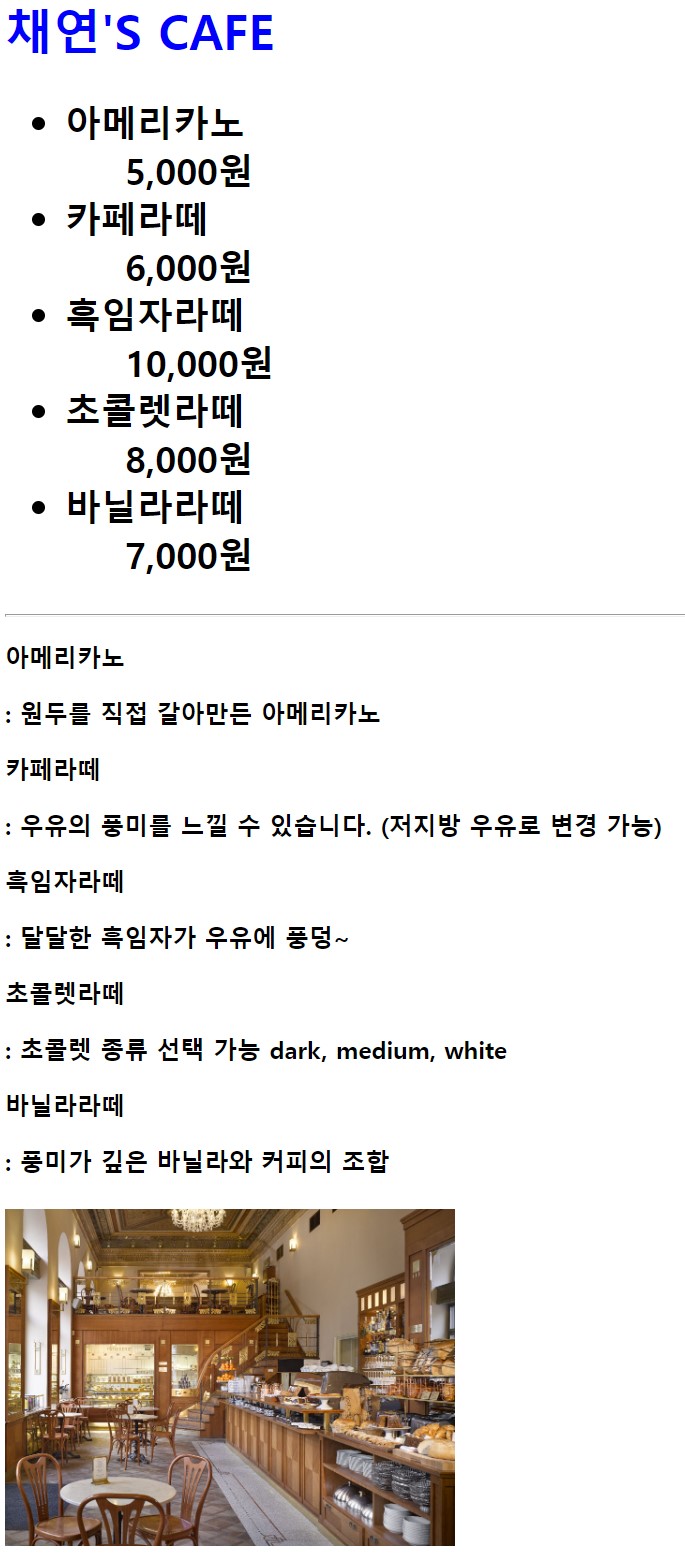 채연'S CAFE
아메리카노
5,000원
카페라떼
6,000원
흑임자라떼
10,000원
초콜렛라떼
8,000원
바닐라라떼
7,000원
아메리카노
: 원두를 직접 갈아만든 아메리카노
카페라떼
: 우유의 풍미를 느낄 수 있습니다. (저지방 우유로 변경 가능)
흑임자라떼
: 달달한 흑임자가 우유에 풍덩~
초콜렛라떼
: 초콜렛 종류 선택 가능 dark, medium, white
바닐라라떼
: 풍미가 깊은 바닐라와 커피의 조합